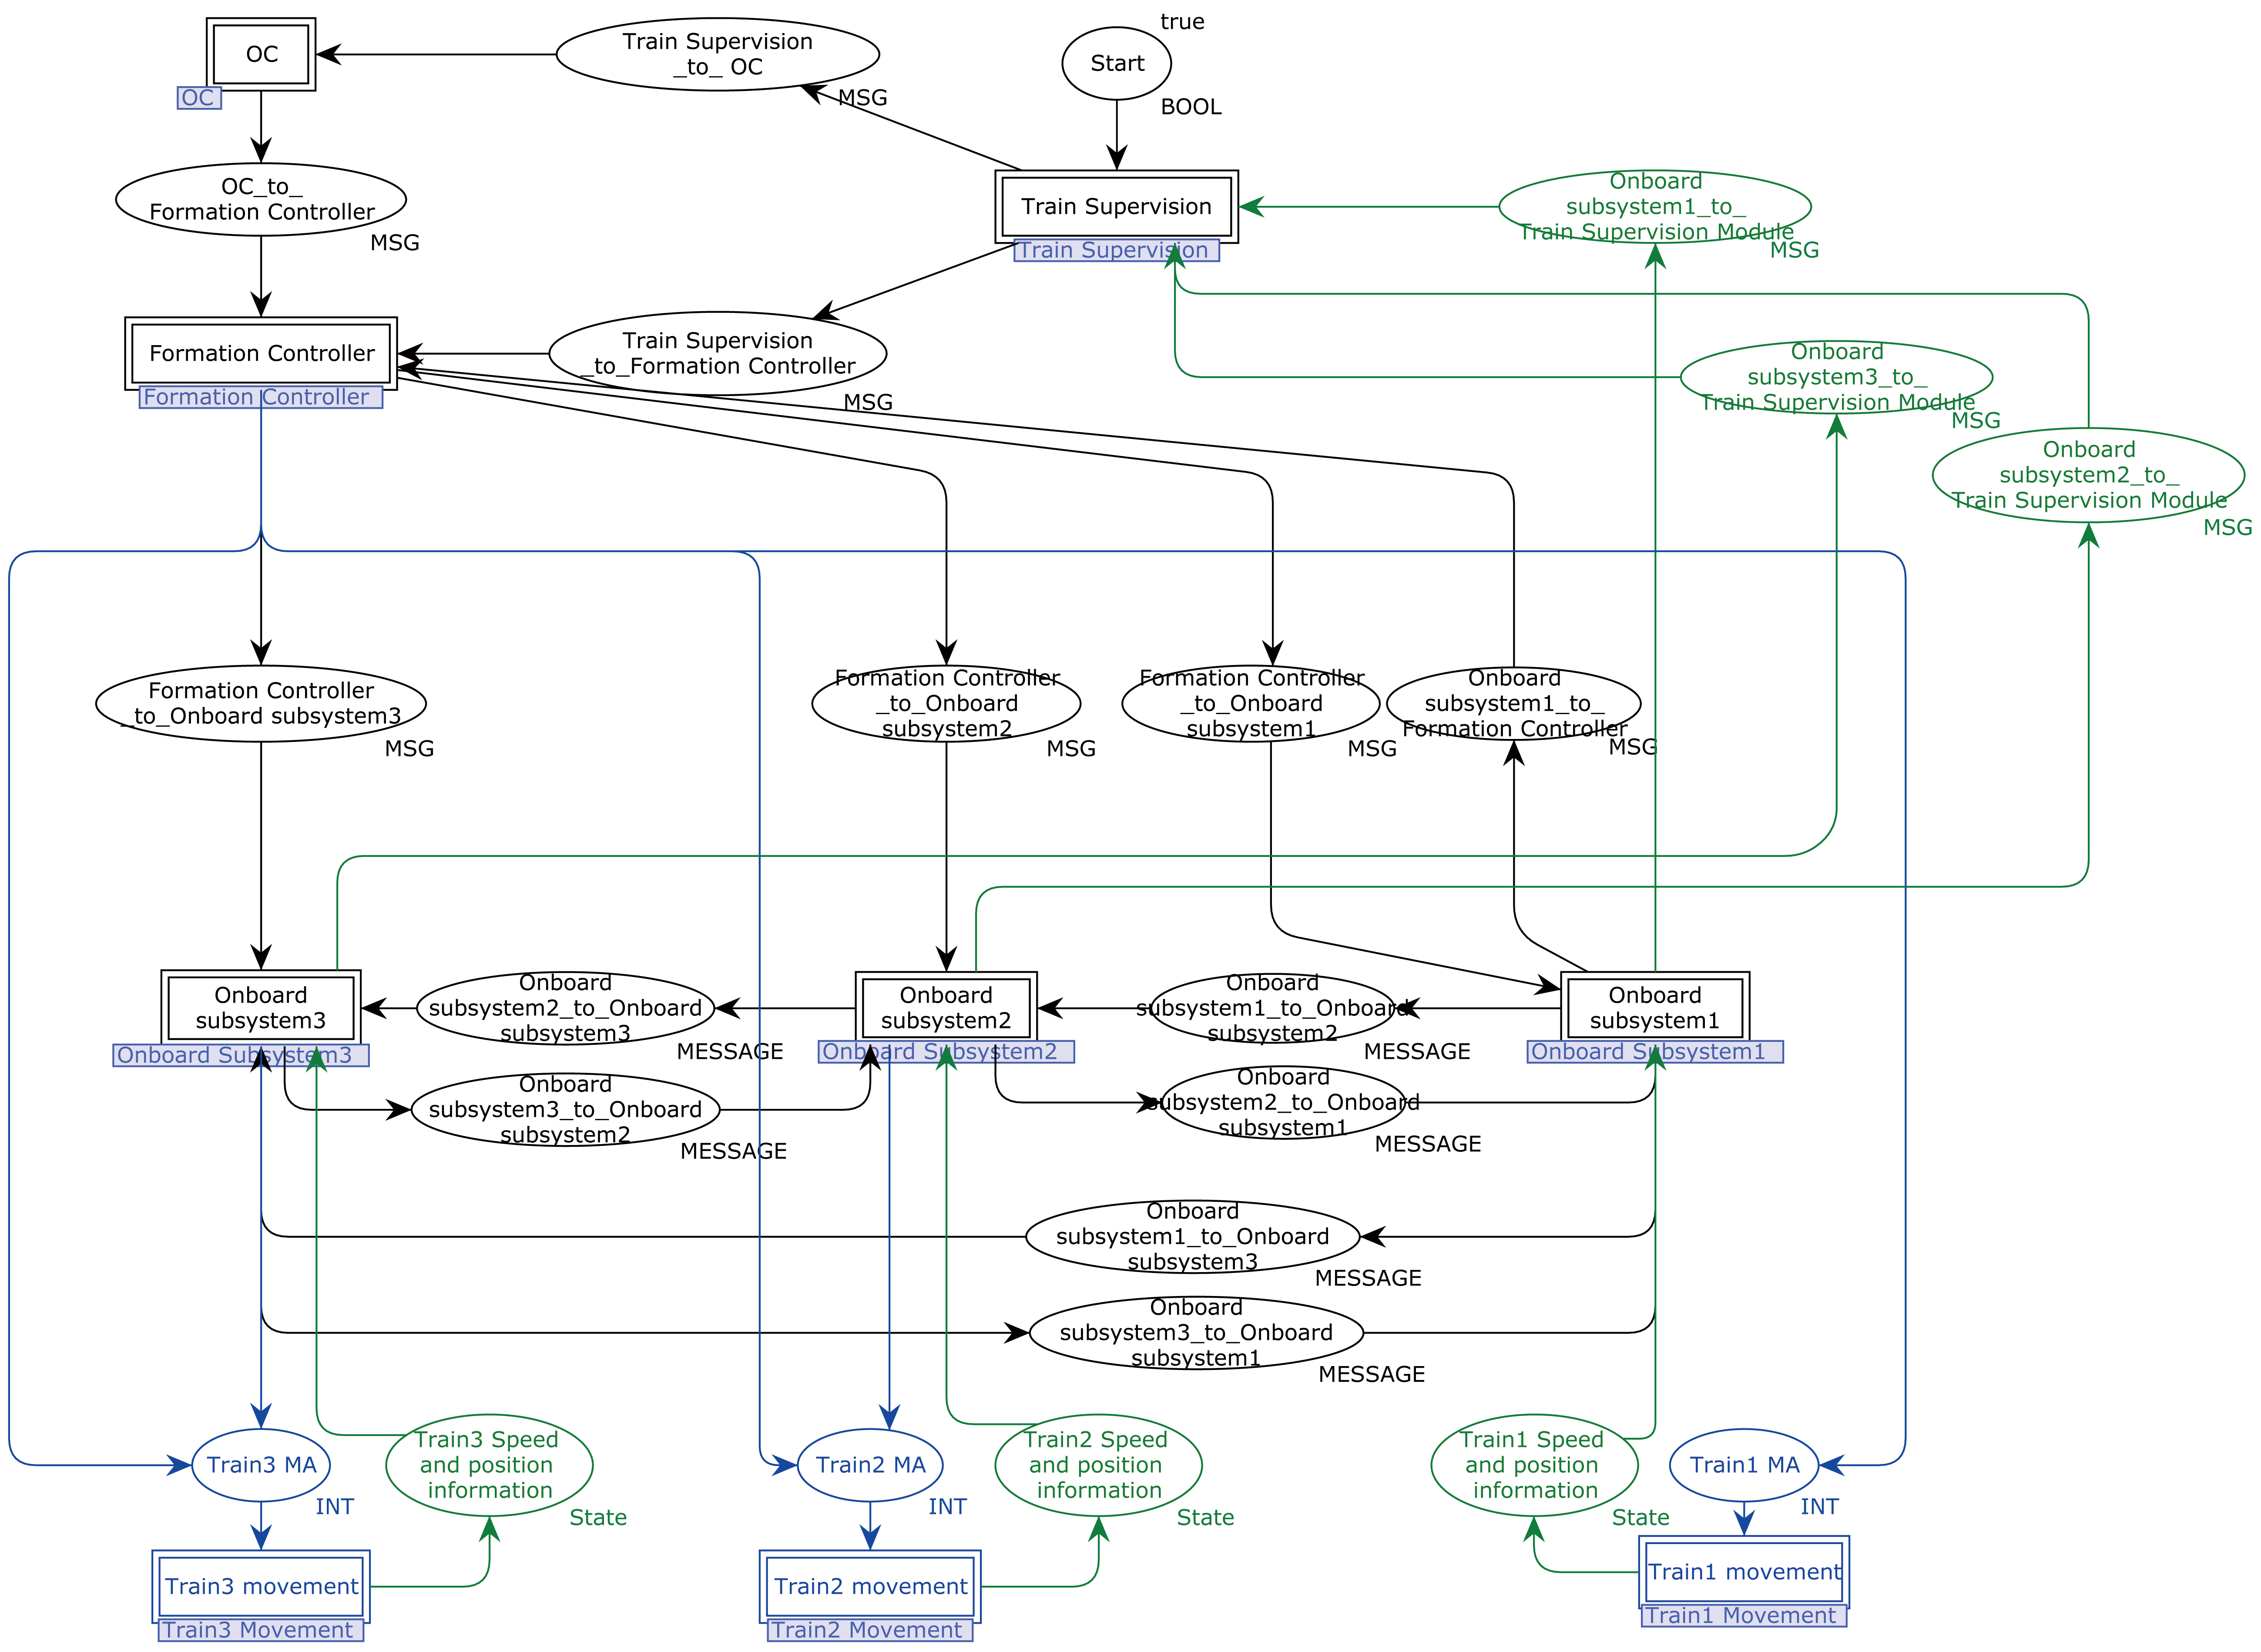 true
OC
Train Supervision
_to_ OC
Start
OC
MSG
BOOL
OC_to_
Formation Controller
MSG
Train Supervision
Train Supervision
Onboard
subsystem1_to_
Train Supervision Module
MSG
Formation Controller
Formation Controller
Train Supervision
_to_Formation Controller
MSG
Onboard
subsystem3_to_
Train Supervision Module
MSG
Onboard
subsystem2_to_
Train Supervision Module
MSG
Formation Controller
_to_Onboard subsystem3
MSG
Formation Controller
_to_Onboard
subsystem2
MSG
Formation Controller
_to_Onboard
subsystem1
MSG
Onboard
subsystem1_to_
Formation Controller
MSG
Onboard
subsystem3
Onboard Subsystem3
Onboard
subsystem2_to_Onboard
subsystem3
MESSAGE
Onboard
subsystem2
Onboard Subsystem2
Onboard
subsystem1_to_Onboard
subsystem2
MESSAGE
Onboard
subsystem1
Onboard Subsystem1
Onboard
subsystem3_to_Onboard
subsystem2
MESSAGE
Onboard
subsystem2_to_Onboard
subsystem1
MESSAGE
Onboard
subsystem1_to_Onboard
subsystem3
MESSAGE
Onboard
subsystem3_to_Onboard
subsystem1
MESSAGE
Train3 MA
INT
Train3 Speed
and position
information
State
Train2 MA
INT
Train2 Speed
and position
information
State
Train1 Speed
and position
information
State
Train1 MA
INT
Train3 movement
Train3 Movement
Train2 movement
Train2 Movement
Train1 movement
Train1 Movement